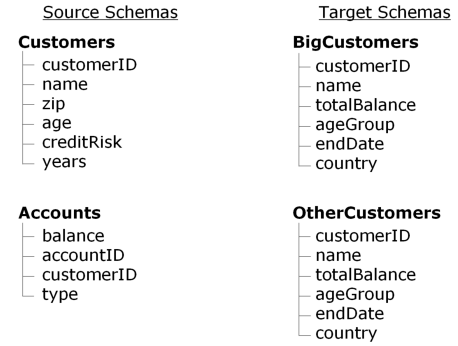 Source Schemas
Target Schemas
Customers
customerID
name
zip
age
creditRisk
years
BigCustomers
customerID
name
totalBalance
ageGroup
endDate
country
Accounts
balance
accountID
customerID
type
OtherCustomers
customerID
name
totalBalance
ageGroup
endDate
country